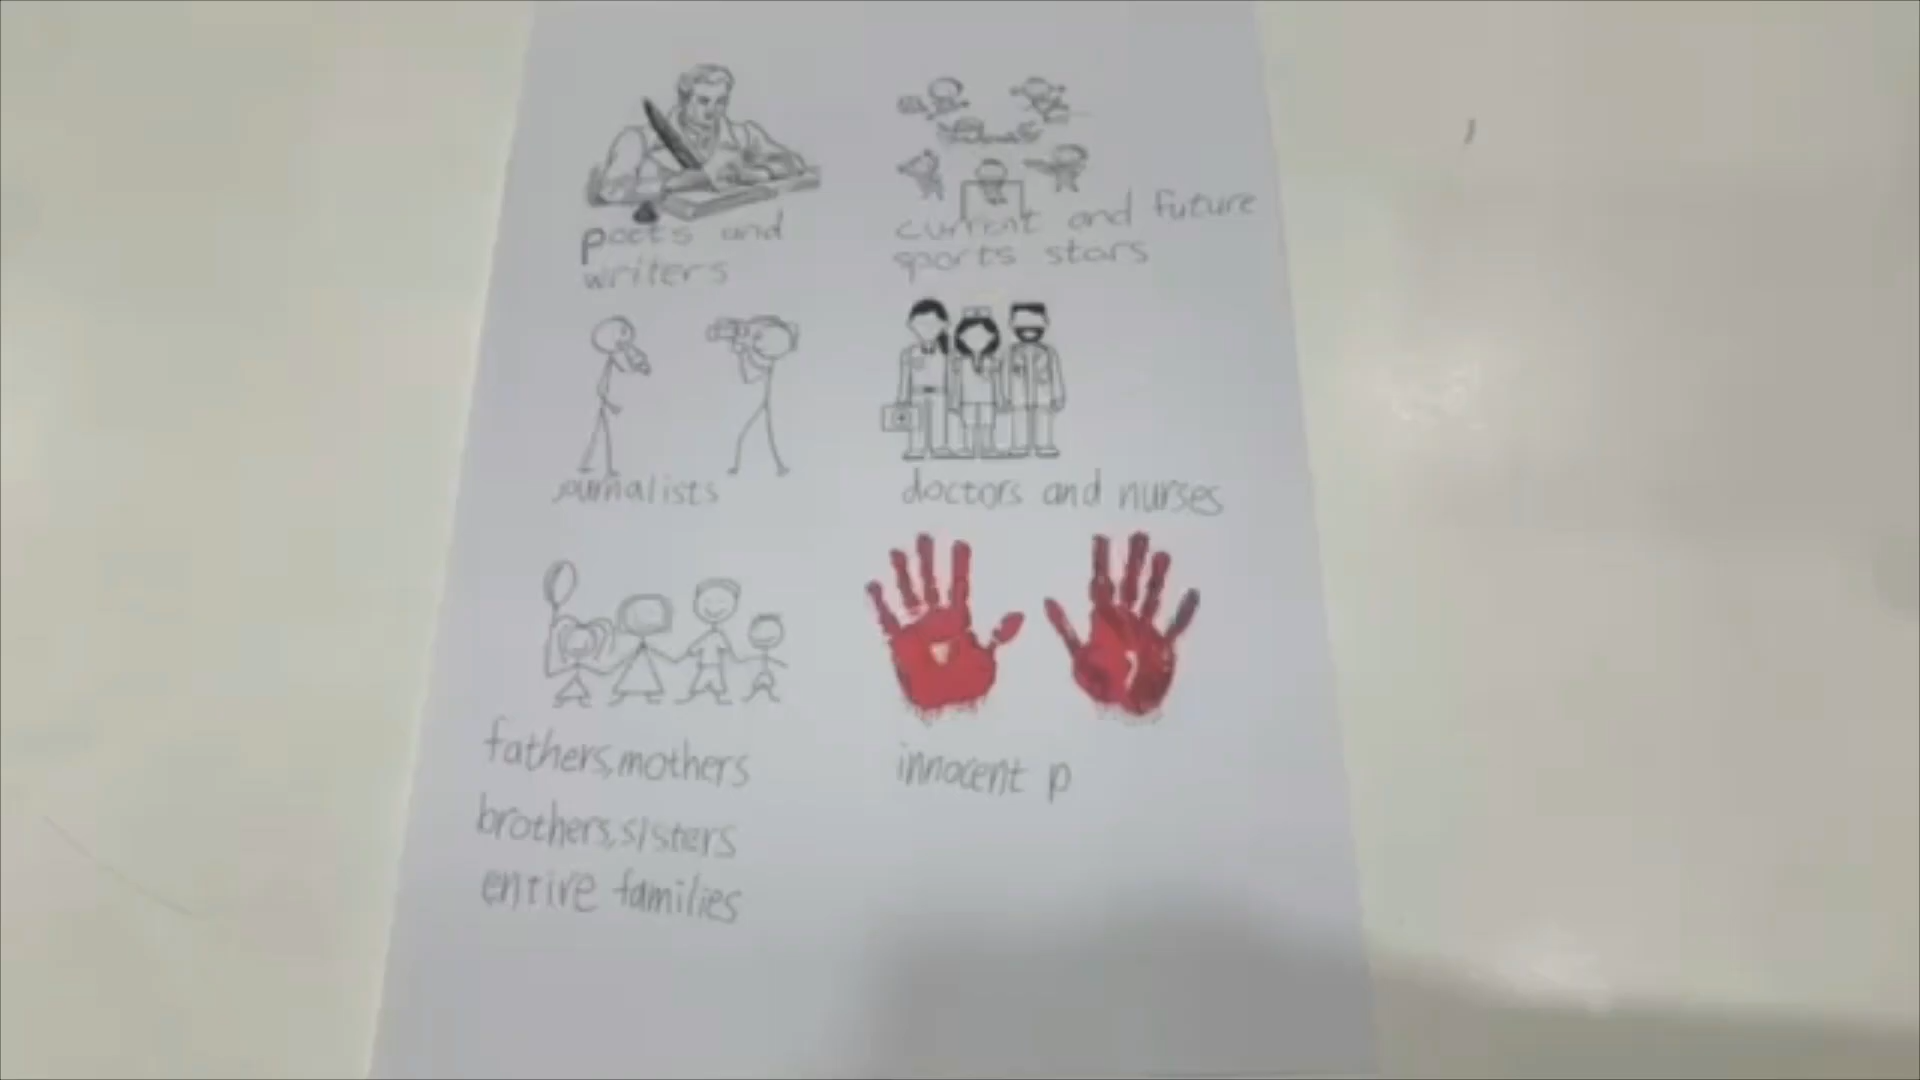 poets and
writers
current and future
sports stars
journalists
doctors and nurses
fathers, mothers
brothers, sisters
entire families
innocent p